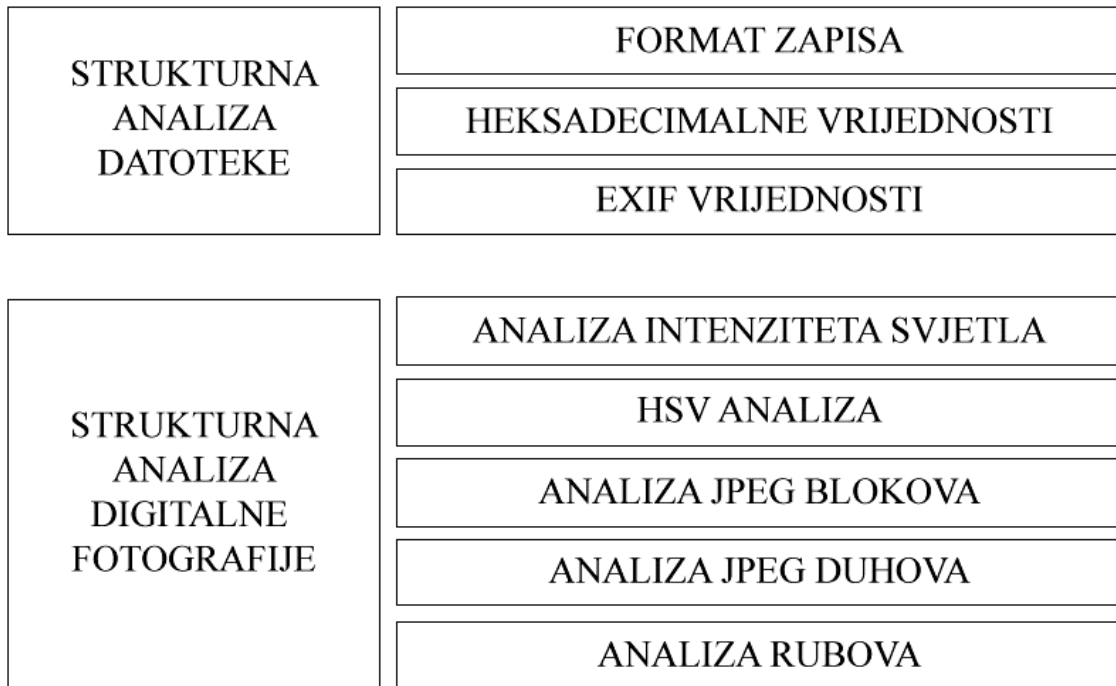 STRUKTURNA
ANALIZA
DATOTEKE
FORMAT ZAPISA
HEKSADECIMALNE VRIJEDNOSTI
EXIF VRIJEDNOSTI
STRUKTURNA
ANALIZA
DIGITALNE
FOTOGRAFIJE
ANALIZA INTENZITETA SVJETLA
HSV ANALIZA
ANALIZA JPEG BLOKOVA
ANALIZA JPEG DUHOVA
ANALIZA RUBOVA